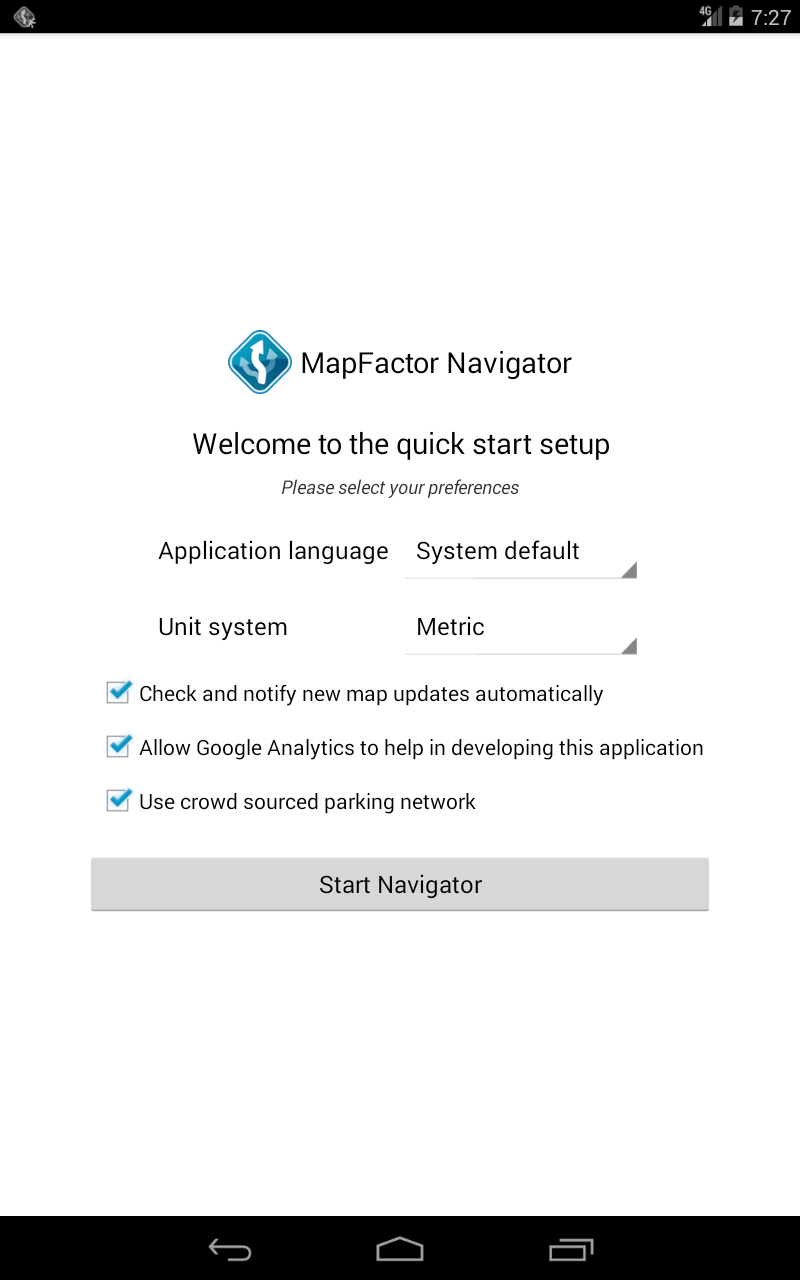 4G 7:27
MapFactor Navigator
Welcome to the quick start setup
Please select your preferences
Application language System default
Unit system Metric
Check and notify new map updates automatically
Allow Google Analytics to help in developing this application
Use crowd sourced parking network
Start Navigator